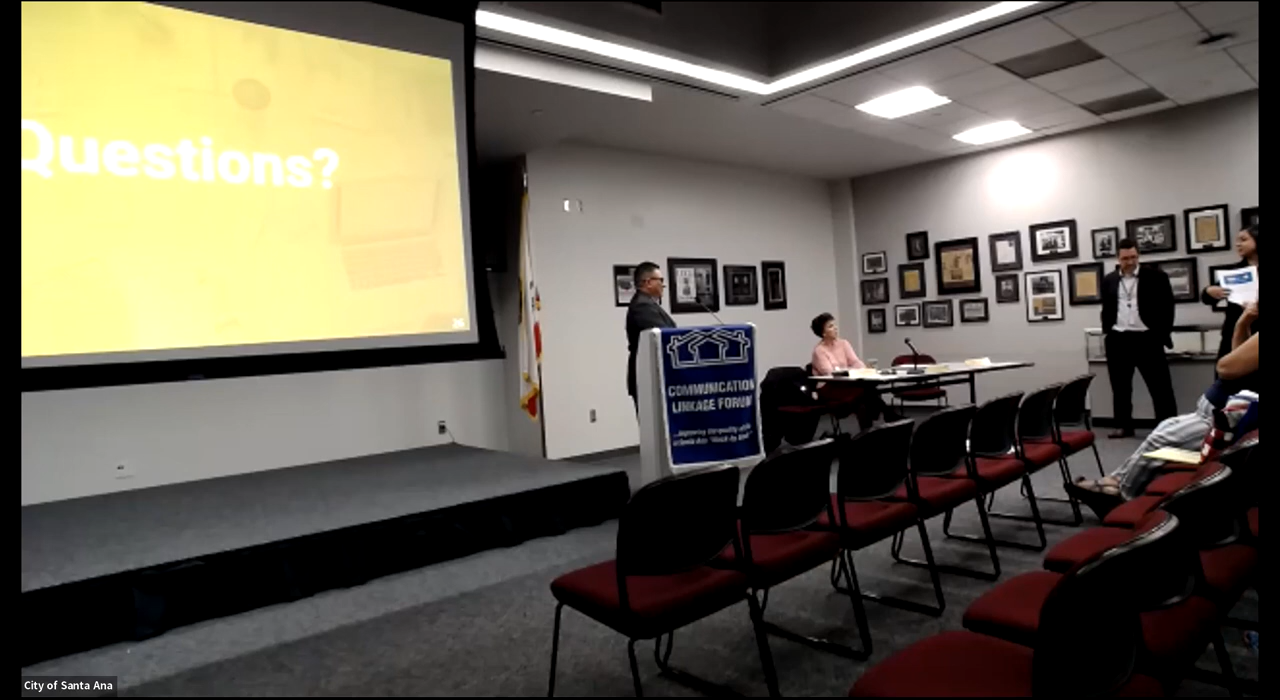 Questions?
COMMUNICATION
LINKAGE FORUM
City of Santa Ana